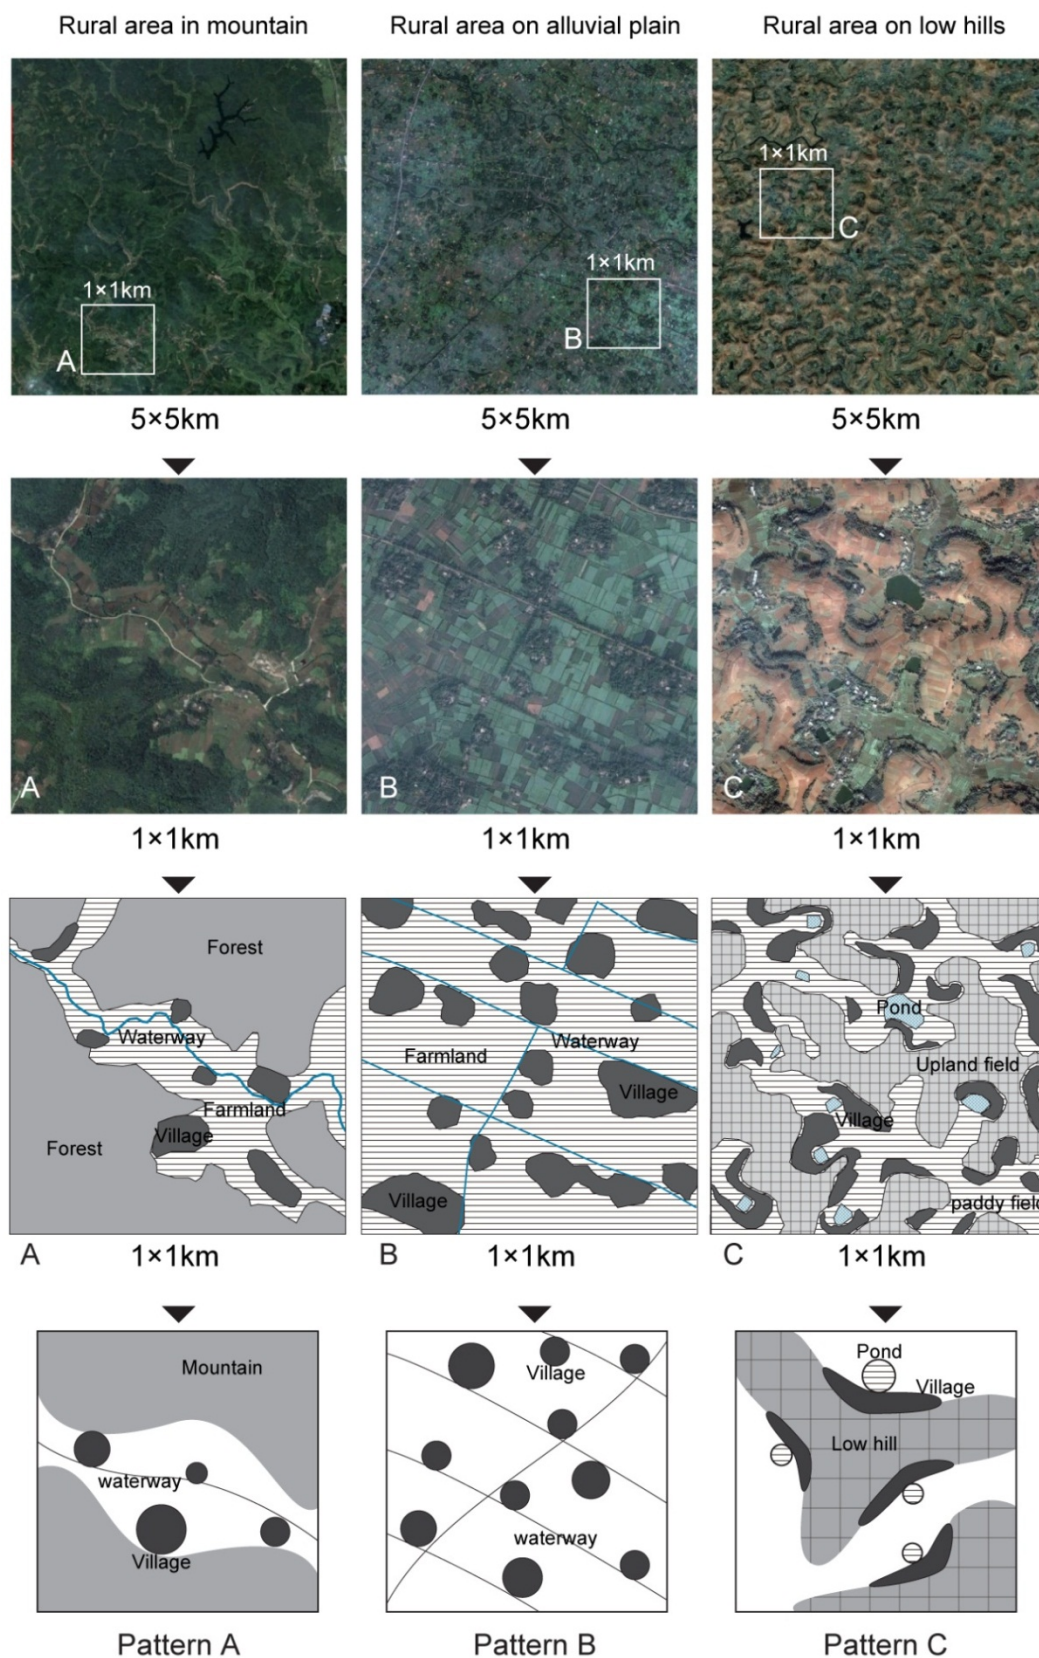 Rural area in mountain
Rural area on alluvial plain
Rural area on low hills
1×1km
A
1×1km
B
1×1km
C
5×5km
5×5km
5×5km
A
B
C
1×1km
1×1km
1×1km
Forest
Waterway
Farmland
Village
Forest
Farmland
Waterway
Village
Village
Pond
Upland field
Village
paddy field
A
1×1km
B
1×1km
C
1×1km
Mountain
waterway
Village
Village
waterway
Pond
Village
Low hill
Pattern A
Pattern B
Pattern C